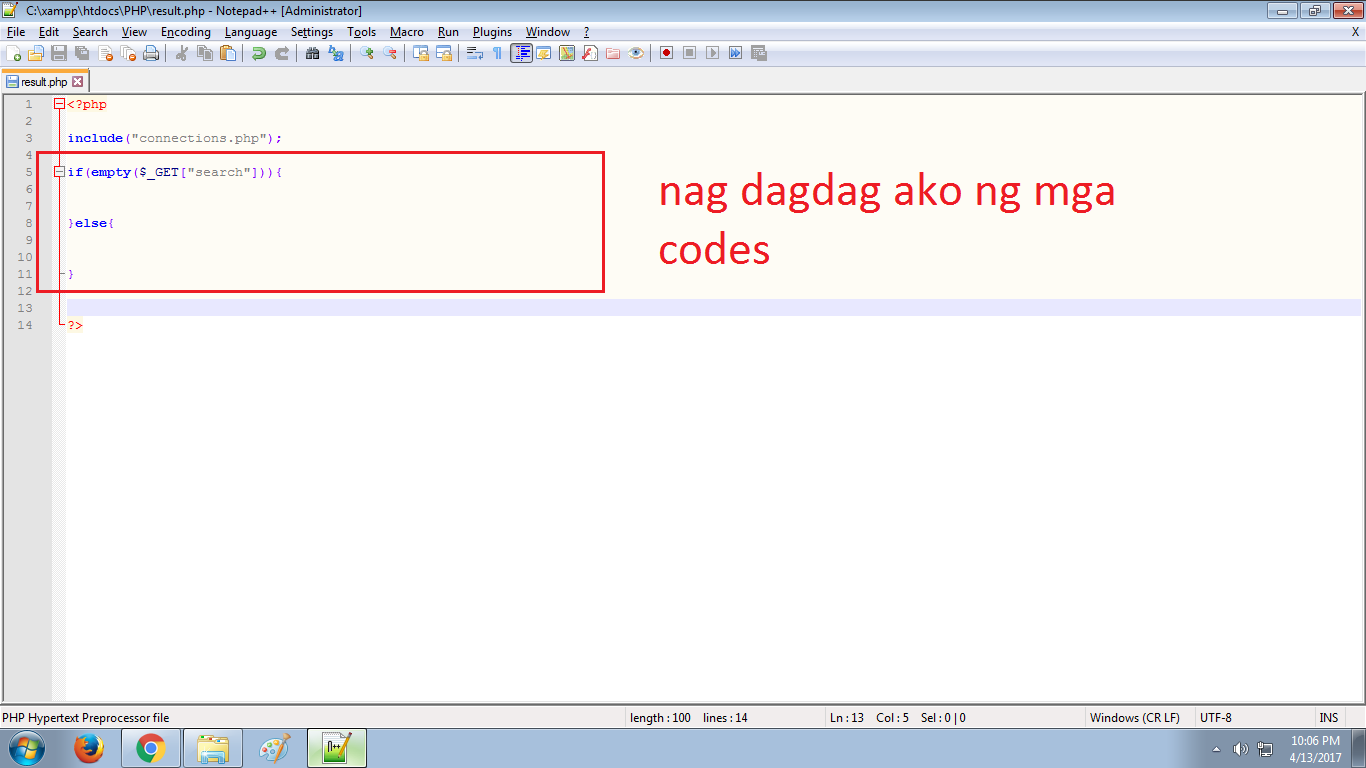 C:\xampp\htdocs\PHP\result.php - Notepad++ [Administrator]
File Edit Search View Encoding Language Settings Tools Macro Run Plugins Window ? X
result.php
1 <?php
2
3 include("connections.php");
4
5 if(empty($_GET["search"])){
6
7
8 }else{
9
10
11 }
12
13
14 ?>
nag dagdag ako ng mga
codes
PHP Hypertext Preprocessor file length : 100 lines : 14 Ln : 13 Col : 5 Sel : 0 | 0 Windows (CR LF) UTF-8 INS
10:06 PM
4/13/2017